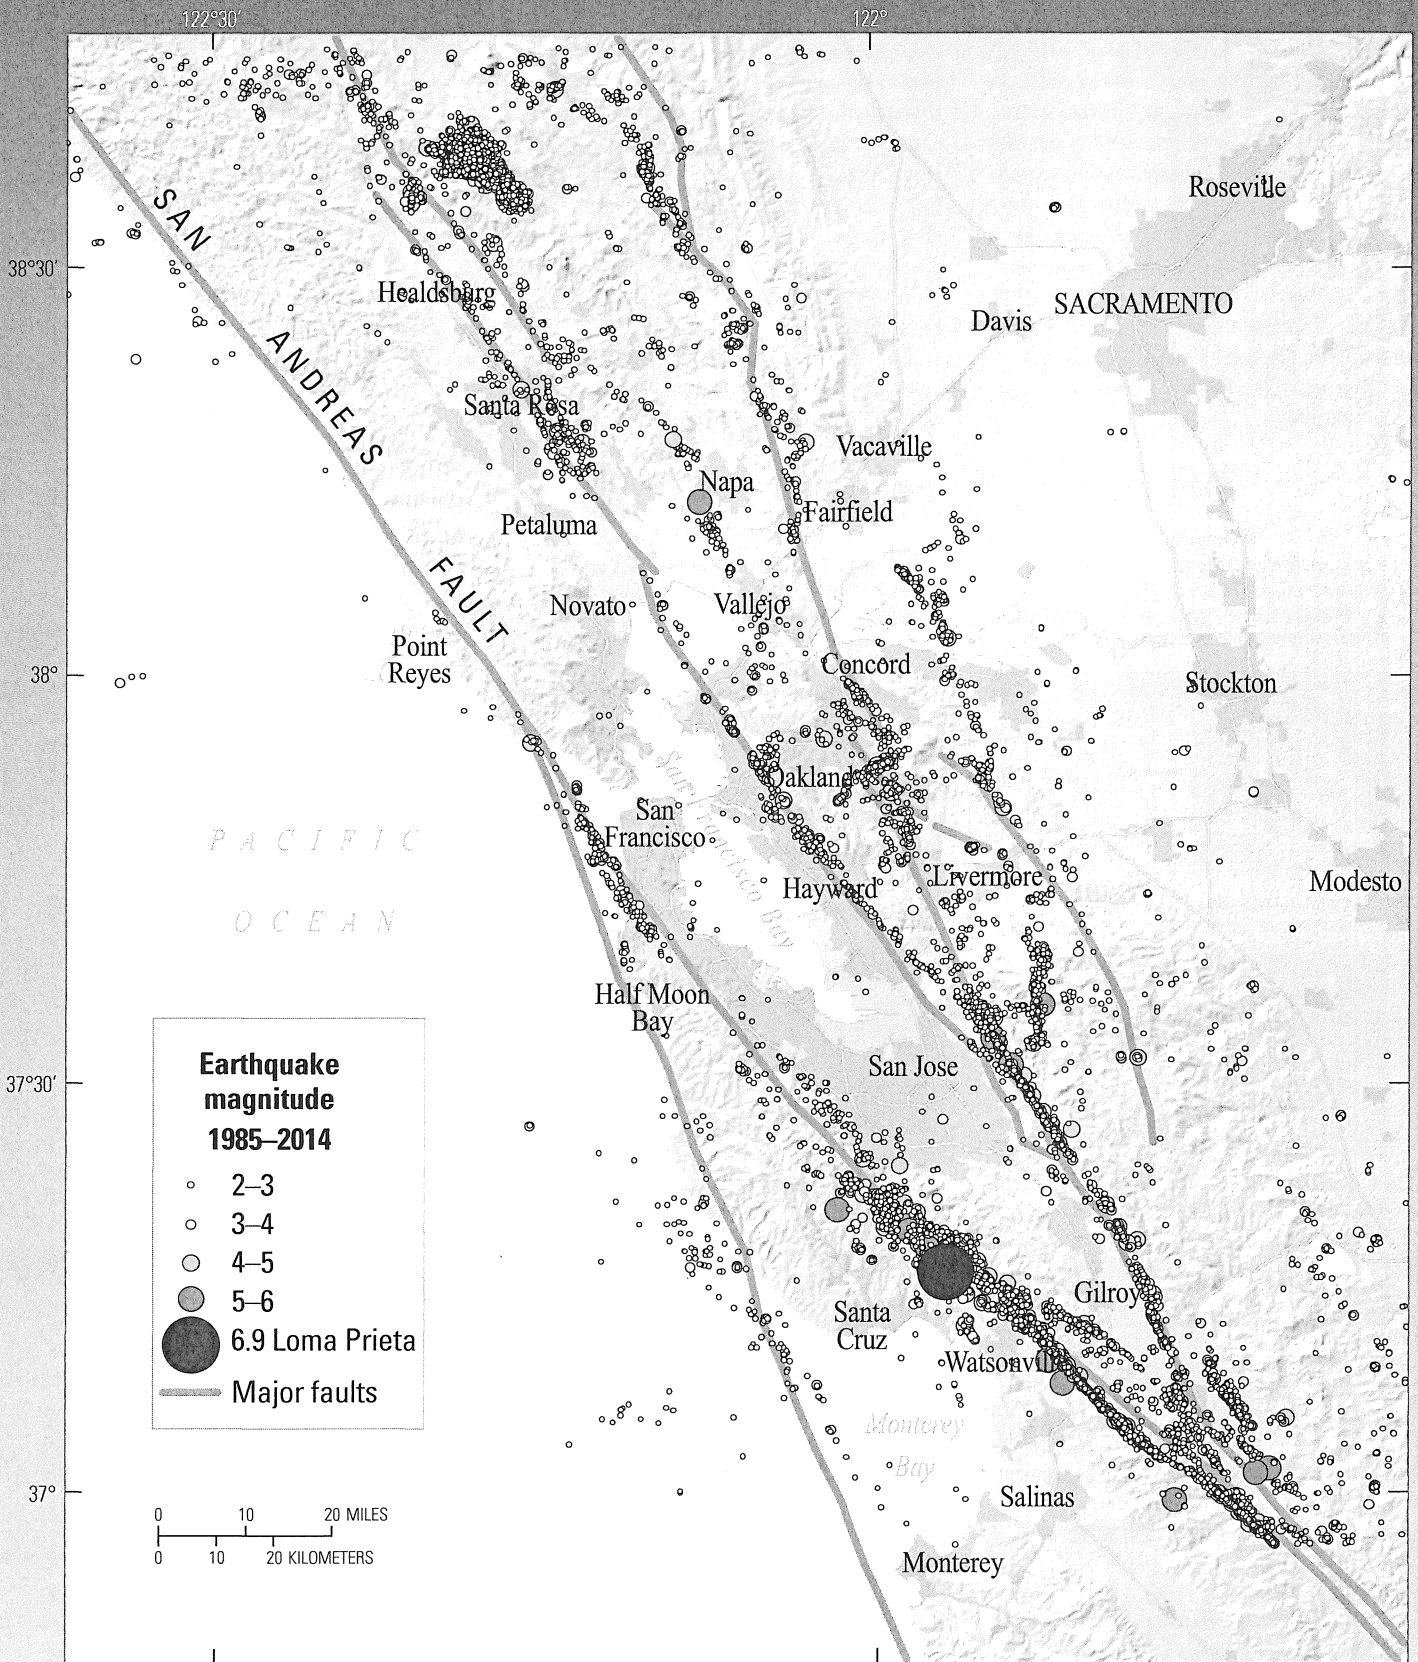 122°30′
122°
Roseville
SAN
38°30′
Healdsburg
SACRAMENTO
Davis
ANDREAS
Santa Rosa
Vacaville
Napa
Fairfield
Petaluma
FAULT
Novato
Vallejo
Point
Reyes
Concord
38°
Stockton
Oakland
San
Francisco
San Francisco Bay
PACIFIC
OCEAN
Hayward
Livermore
Modesto
Half Moon
Bay
San Jose
37°30′
Earthquake
magnitude
1985–2014
2–3
3–4
4–5
5–6
6.9 Loma Prieta
Major faults
Gilroy
Santa
Cruz
Watsonville
Monterey
Bay
37°
Salinas
0 10 20 MILES
0 10 20 KILOMETERS
Monterey